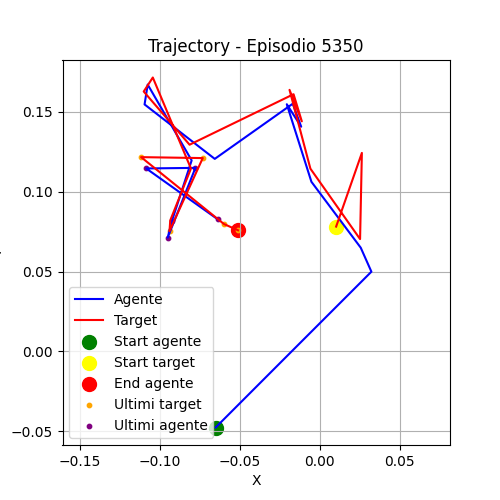 Trajectory - Episodio 5350
0.15
0.10
0.05
0.00
−0.05
Agente
Target
Start agente
Start target
End agente
Ultimi target
Ultimi agente
−0.15 −0.10 −0.05 0.00 0.05
X